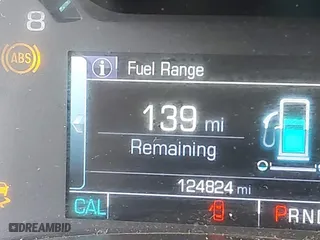 8
ABS
i Fuel Range
139 mi
Remaining
124824 mi
CAL
PRND
DREAMBID